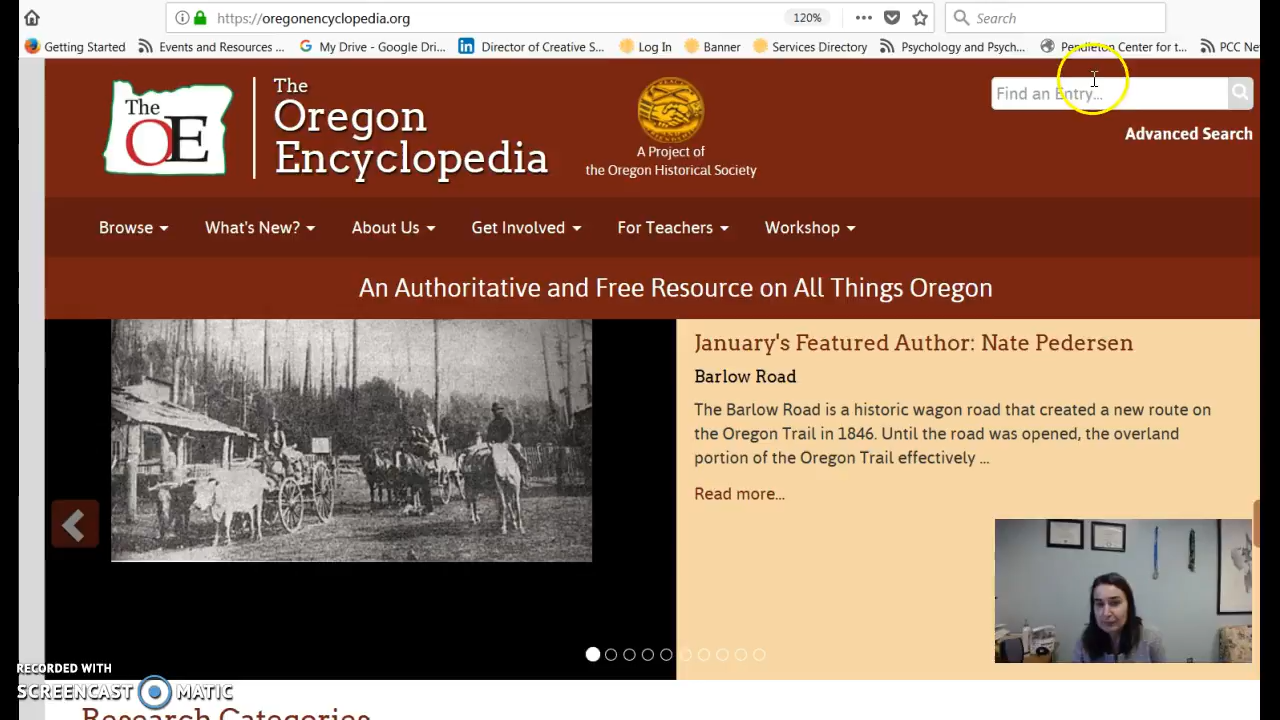 https://oregonencyclopedia.org
120%
Search
Getting Started
Events and Resources ...
My Drive - Google Dri...
Director of Creative S...
Log In
Banner
Services Directory
Psychology and Psych...
Pendleton Center for t...
PCC Ne
The
OE
The
Oregon
Encyclopedia
A Project of
the Oregon Historical Society
Find an Entry...
Advanced Search
Browse
What's New?
About Us
Get Involved
For Teachers
Workshop
An Authoritative and Free Resource on All Things Oregon
January's Featured Author: Nate Pedersen
Barlow Road
The Barlow Road is a historic wagon road that created a new route on
the Oregon Trail in 1846. Until the road was opened, the overland
portion of the Oregon Trail effectively ...
Read more...
RECORDED WITH
SCREENCAST MATIC
Research Categories